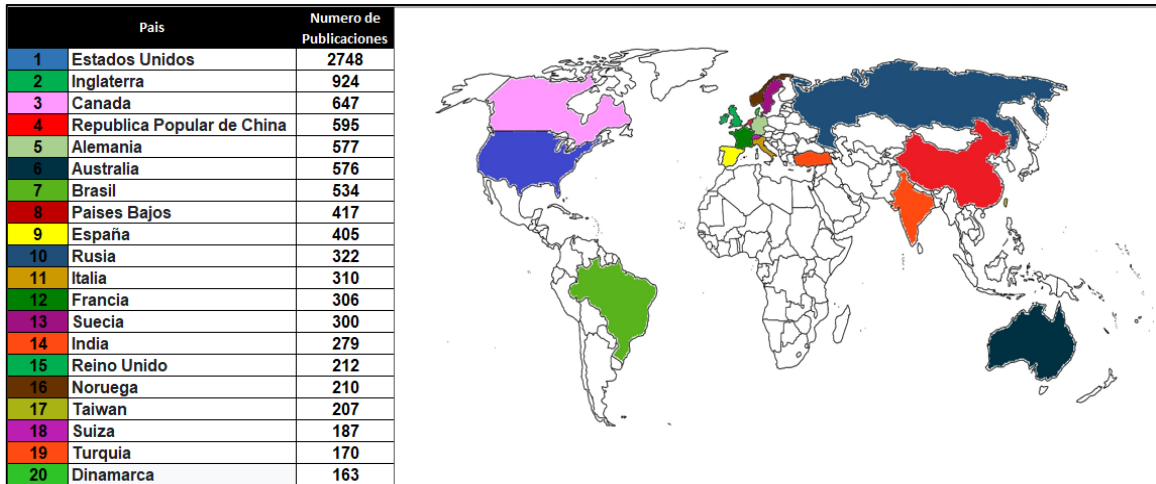 Pais Numero de Publicaciones
1 Estados Unidos 2748
2 Inglaterra 924
3 Canada 647
4 Republica Popular de China 595
5 Alemania 577
6 Australia 576
7 Brasil 534
8 Paises Bajos 417
9 España 405
10 Rusia 322
11 Italia 310
12 Francia 306
13 Suecia 300
14 India 279
15 Reino Unido 212
16 Noruega 210
17 Taiwan 207
18 Suiza 187
19 Turquia 170
20 Dinamarca 163